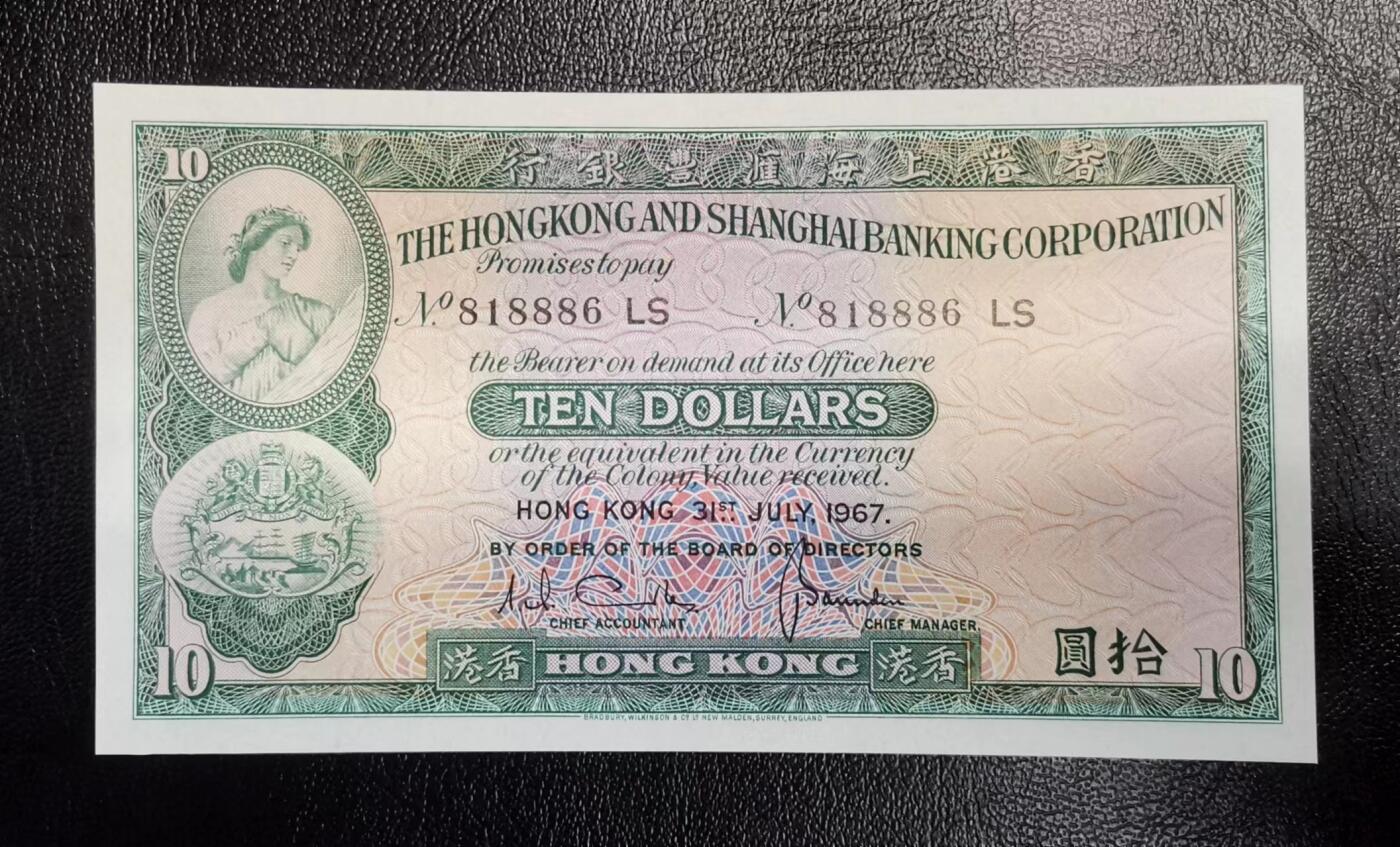 10
行銀豐滙海上港香
THE HONGKONG AND SHANGHAI BANKING CORPORATION
Promises to pay
Nº 818886 LS Nº 818886 LS
the Bearer on demand at its Office here
TEN DOLLARS
or the equivalent in the Currency
of the Colony, Value received.
HONG KONG 31ST JULY, 1967.
BY ORDER OF THE BOARD OF DIRECTORS
CHIEF ACCOUNTANT CHIEF MANAGER.
圓拾
10 港香 HONG KONG 港香 10
BRADBURY, WILKINSON & Cº Lº NEW MALDEN, SURREY, ENGLAND